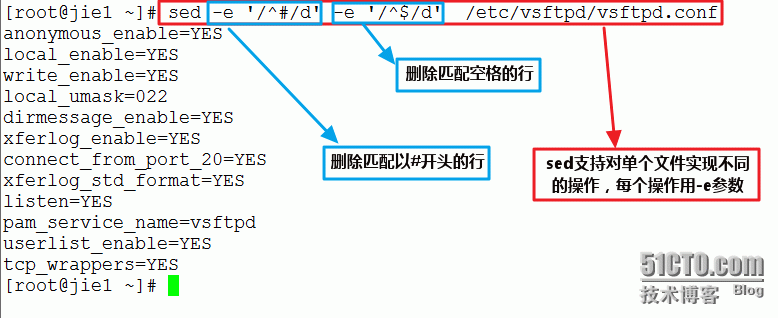 [root@jie1 ~]# sed -e '/^#/d' -e '/^$/d' /etc/vsftpd/vsftpd.conf
anonymous_enable=YES
local_enable=YES
write_enable=YES
local_umask=022
dirmessage_enable=YES
xferlog_enable=YES
connect_from_port_20=YES
xferlog_std_format=YES
listen=YES
pam_service_name=vsftpd
userlist_enable=YES
tcp_wrappers=YES
[root@jie1 ~]#
删除匹配空格的行
删除匹配以#开头的行
sed支持对单个文件实现不同
的操作，每个操作用-e参数
51CTO.com
技术博客 Blog